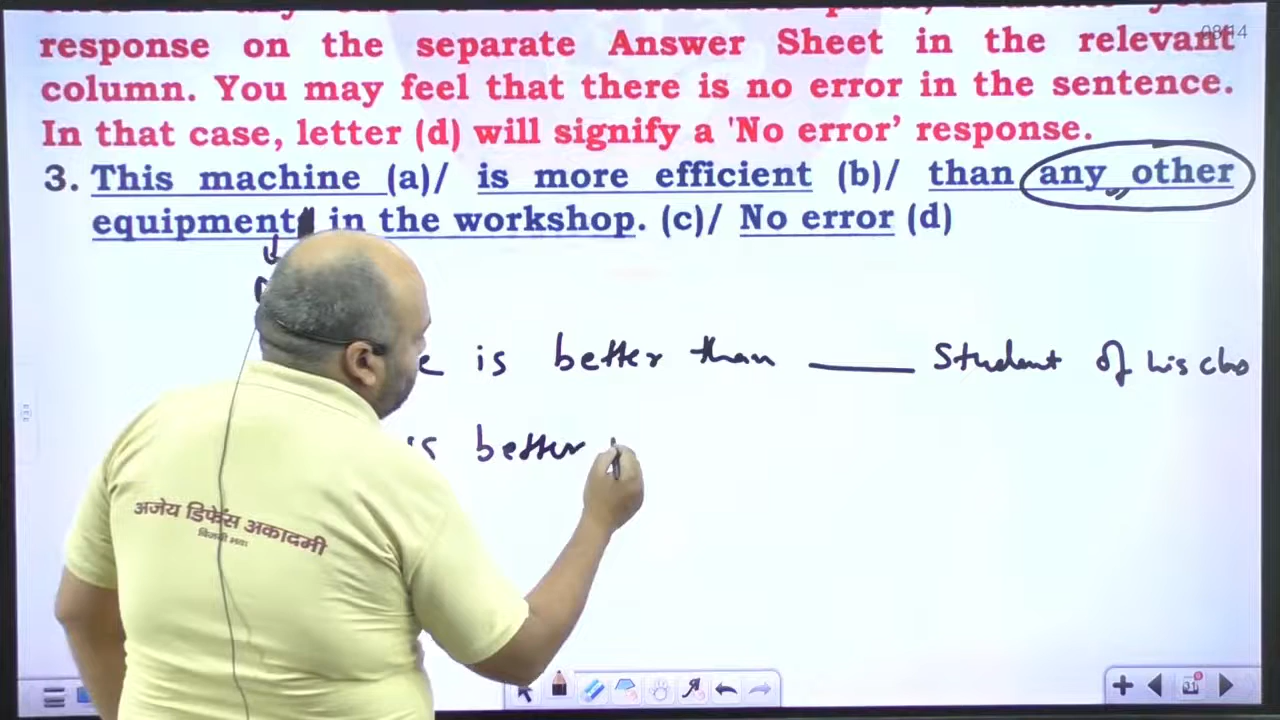 response on the separate Answer Sheet in the relevant
column. You may feel that there is no error in the sentence.
In that case, letter (d) will signify a 'No error’ response.
3. This machine (a)/ is more efficient (b)/ than any other
equipment in the workshop. (c)/ No error (d)
is better than ____ Student of his
is better
अजेय डिफेंस अकादमी